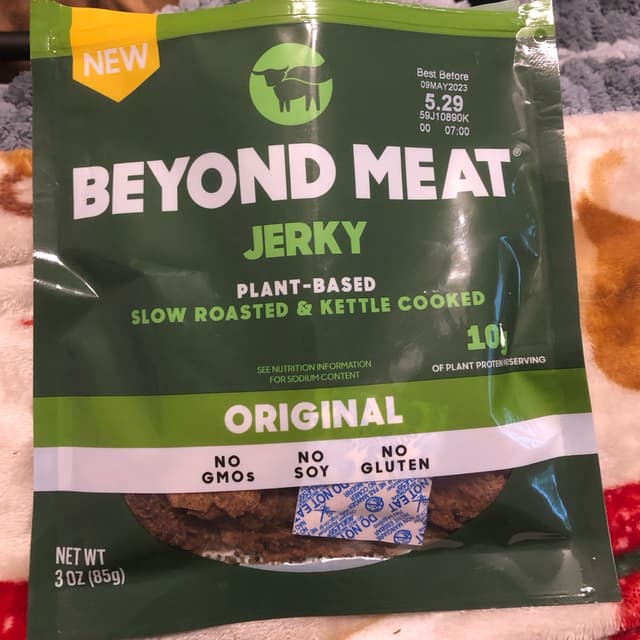 NEW
Best Before
09MAY2023
5.29
59J10890K
00 07:00
BEYOND MEAT®
JERKY
PLANT-BASED
SLOW ROASTED & KETTLE COOKED
10g
OF PLANT PROTEIN PER SERVING
SEE NUTRITION INFORMATION
FOR SODIUM CONTENT
ORIGINAL
NO
GMOs
NO
SOY
NO
GLUTEN
DO NOT EAT
NET WT
3 OZ (85g)